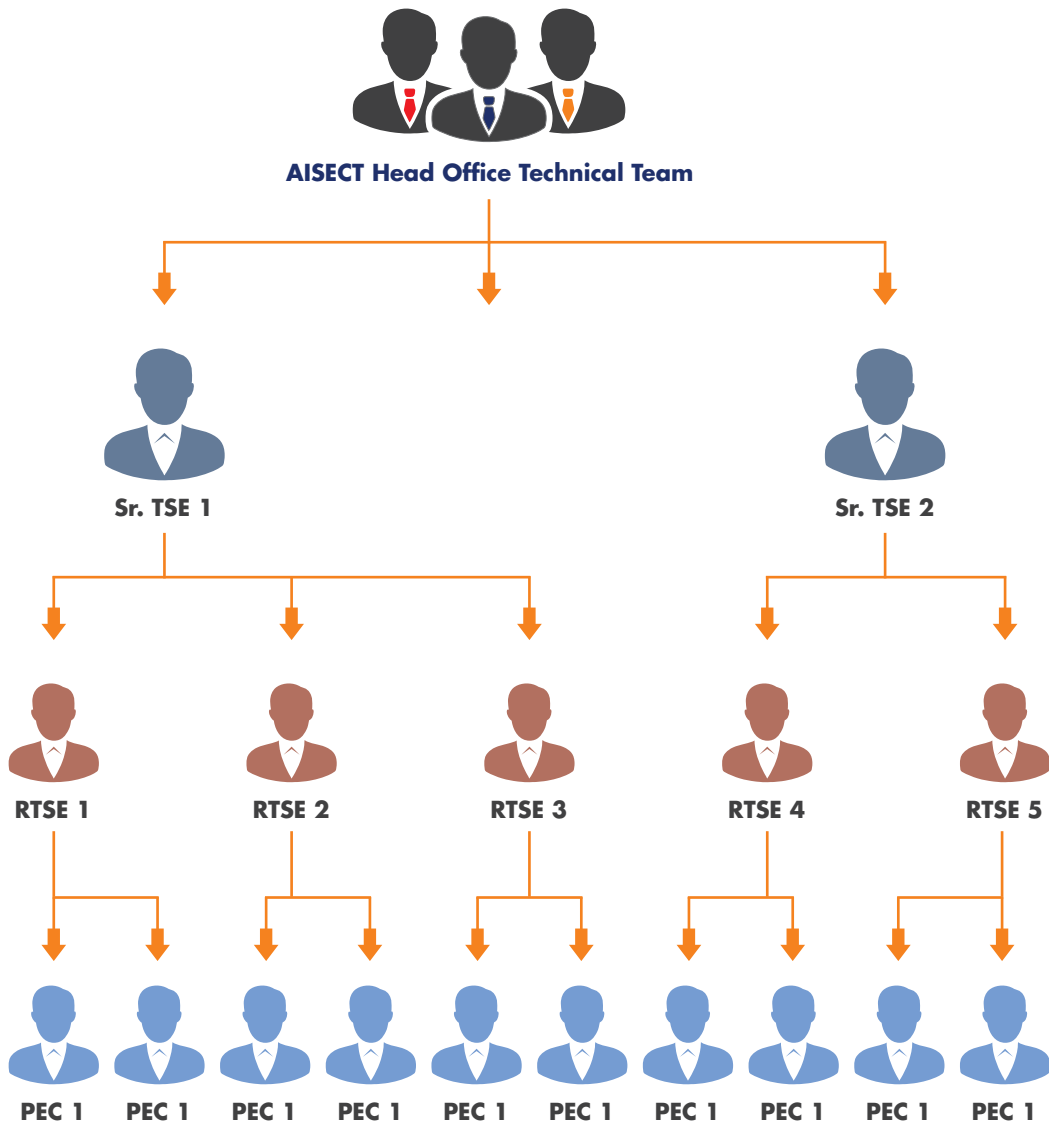 AISECT Head Office Technical Team
Sr. TSE 1
Sr. TSE 2
RTSE 1
RTSE 2
RTSE 3
RTSE 4
RTSE 5
PEC 1
PEC 1
PEC 1
PEC 1
PEC 1
PEC 1
PEC 1
PEC 1
PEC 1
PEC 1